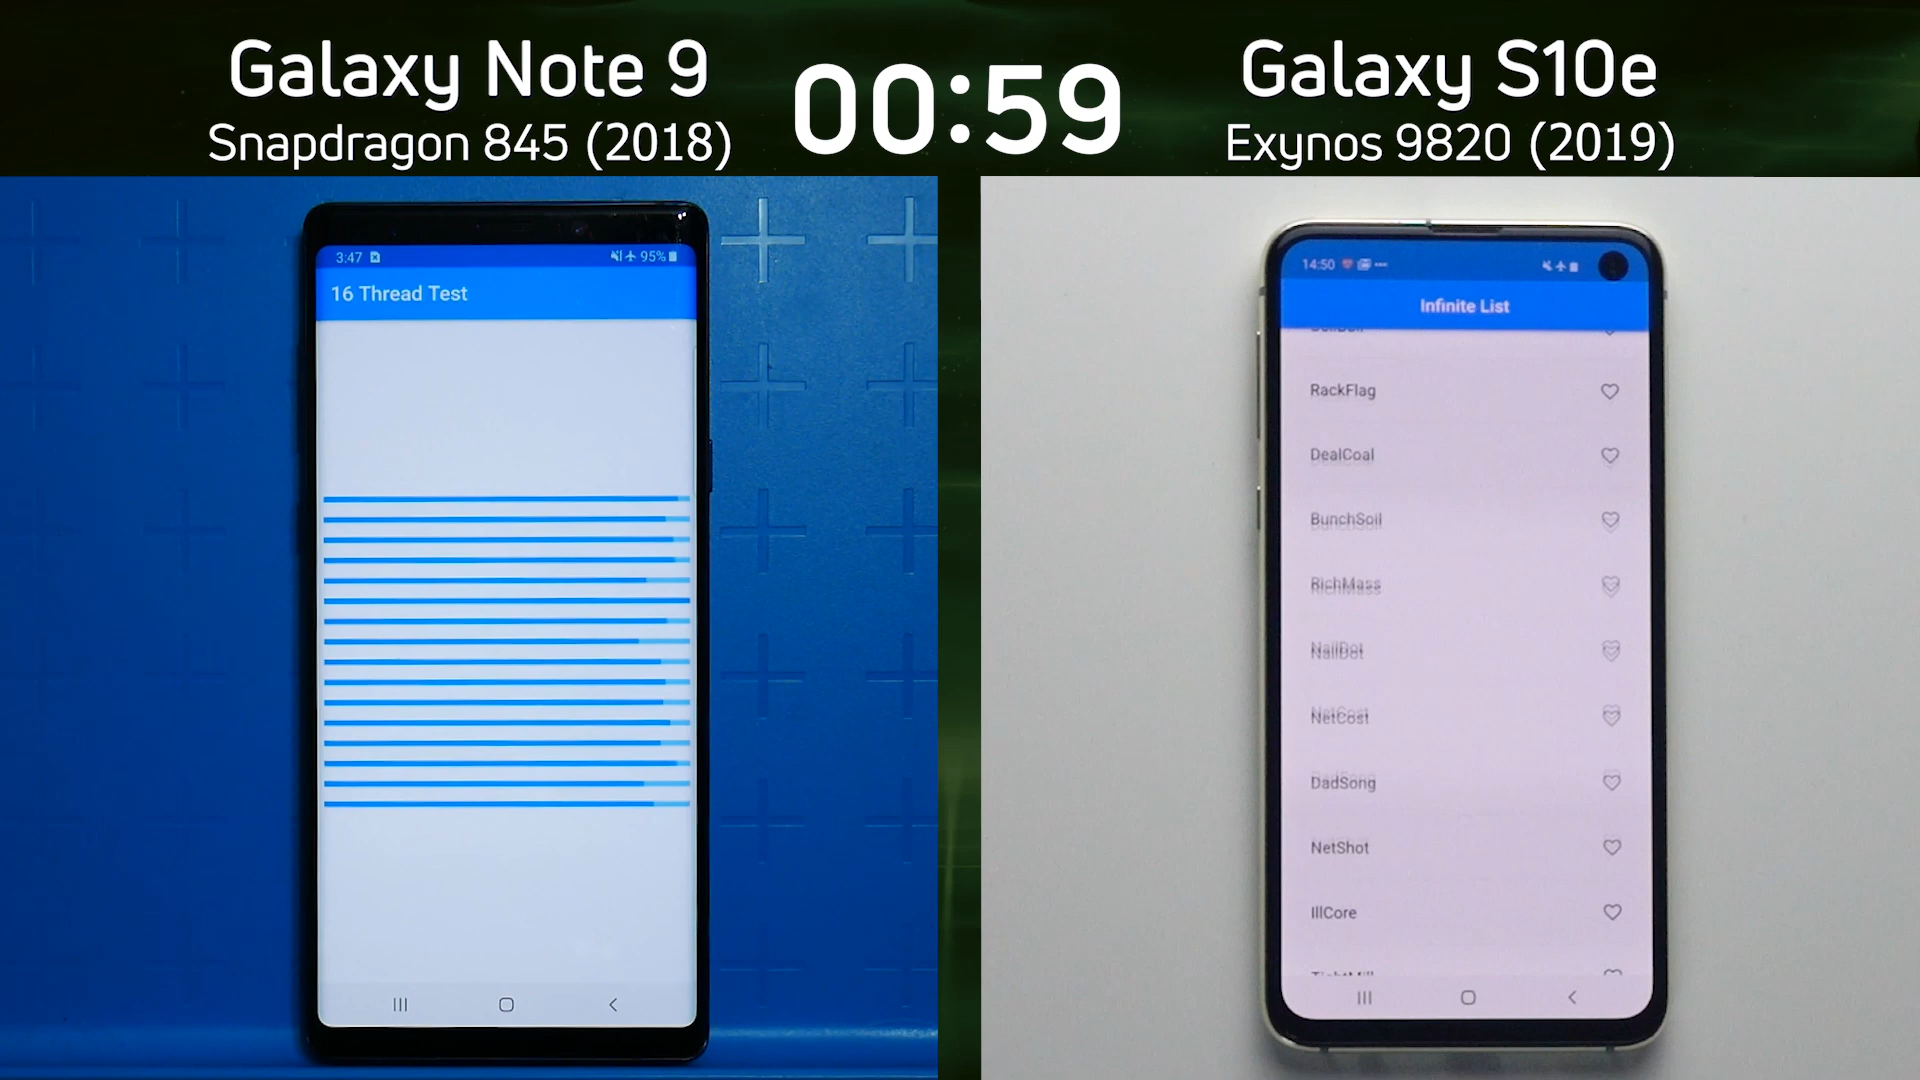 Galaxy Note 9
Snapdragon 845 (2018)
00:59
Galaxy S10e
Exynos 9820 (2019)
3:47
95%
16 Thread Test
14:50
Infinite List
RackFlag
DealCoal
BunchSoil
RichMass
NailDot
NetCost
DadSong
NetShot
IllCore